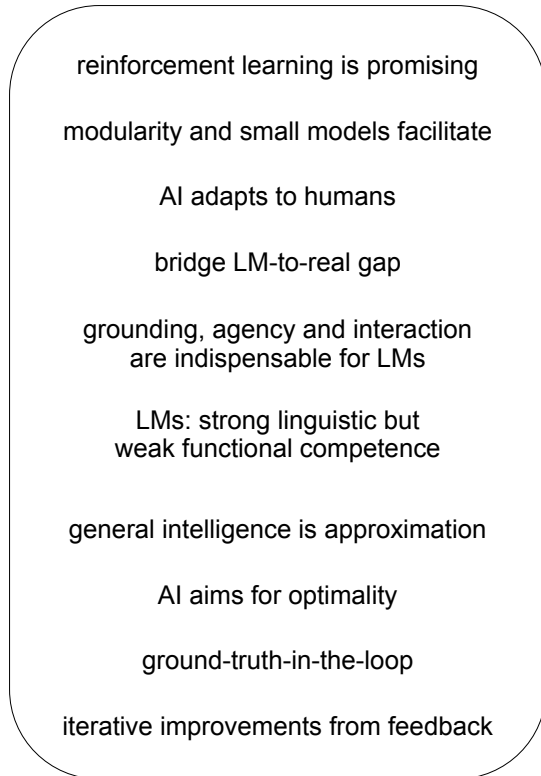 reinforcement learning is promising
modularity and small models facilitate
AI adapts to humans
bridge LM-to-real gap
grounding, agency and interaction
are indispensable for LMs
LMs: strong linguistic but
weak functional competence
general intelligence is approximation
AI aims for optimality
ground-truth-in-the-loop
iterative improvements from feedback